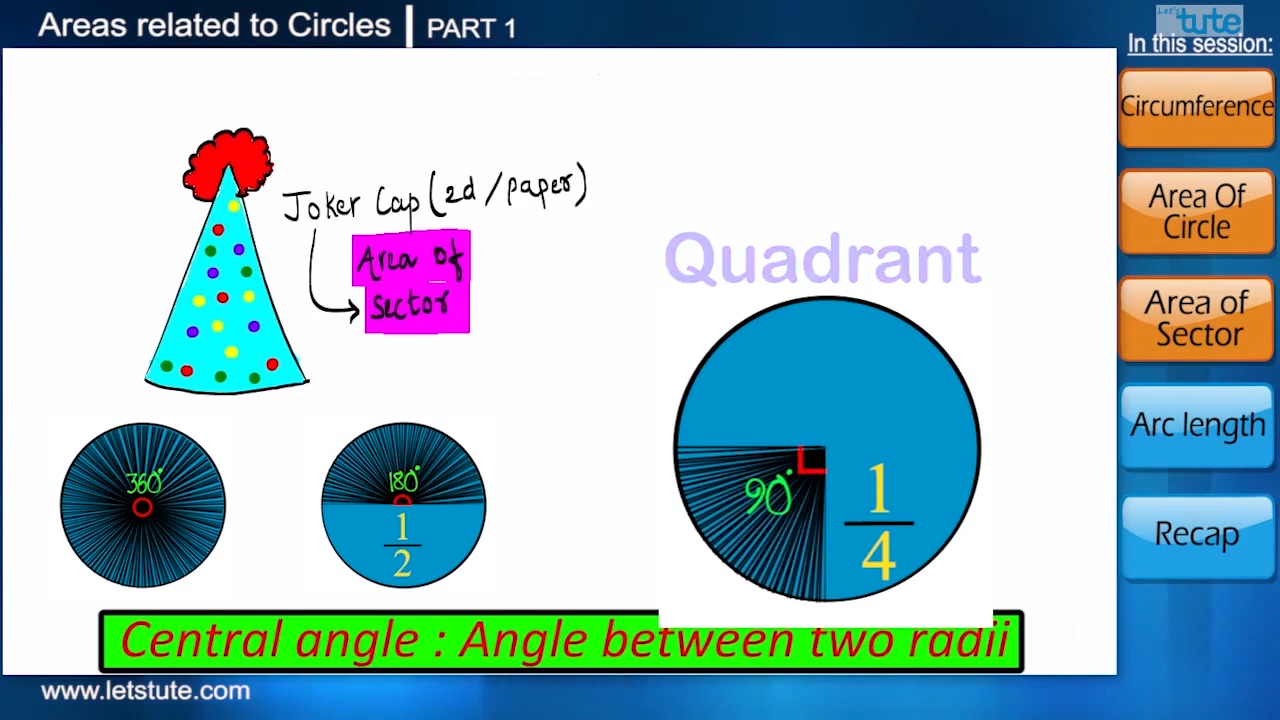 Areas related to Circles | PART 1
Let's tute
In this session:
Circumference
Area Of
Circle
Area of
Sector
Arc length
Recap
Joker Cap (2d / paper)
Area of
Sector
Quadrant
360°
180°
1
2
90°
1
4
Central angle : Angle between two radii
www.letstute.com